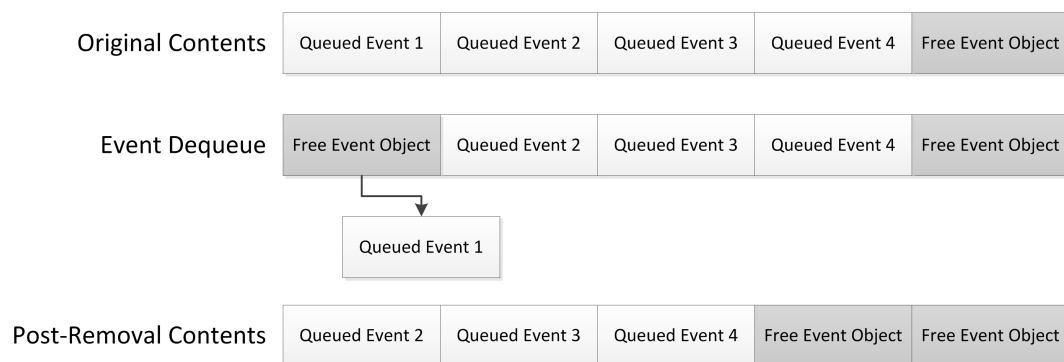 Original Contents Queued Event 1 Queued Event 2 Queued Event 3 Queued Event 4 Free Event Object
Event Dequeue Free Event Object Queued Event 2 Queued Event 3 Queued Event 4 Free Event Object
Queued Event 1
Post-Removal Contents Queued Event 2 Queued Event 3 Queued Event 4 Free Event Object Free Event Object